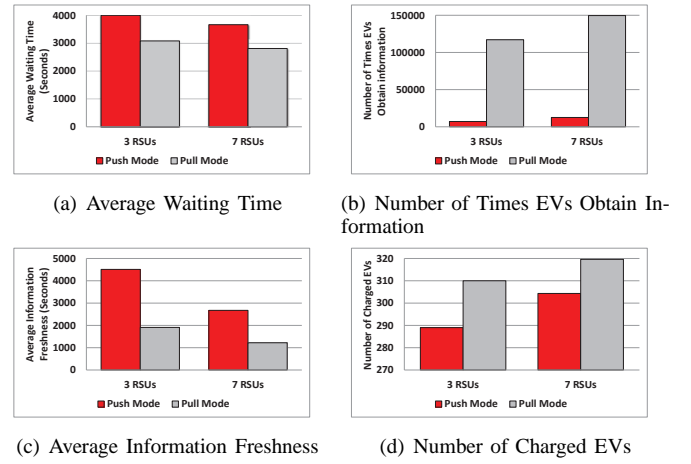 4000
3000
2000
1000
0
Average Waiting Time
(Seconds)
3 RSUs
7 RSUs
Push Mode
Pull Mode
(a) Average Waiting Time
150000
100000
50000
0
Number of Times EVs
Obtain information
3 RSUs
7 RSUs
Push Mode
Pull Mode
(b) Number of Times EVs Obtain In-
formation
5000
4000
3000
2000
1000
0
Average Information
Freshness (Seconds)
3 RSUs
7 RSUs
Push Mode
Pull Mode
(c) Average Information Freshness
320
310
300
290
280
270
Number of Charged EVs
3 RSUs
7 RSUs
Push Mode
Pull Mode
(d) Number of Charged EVs